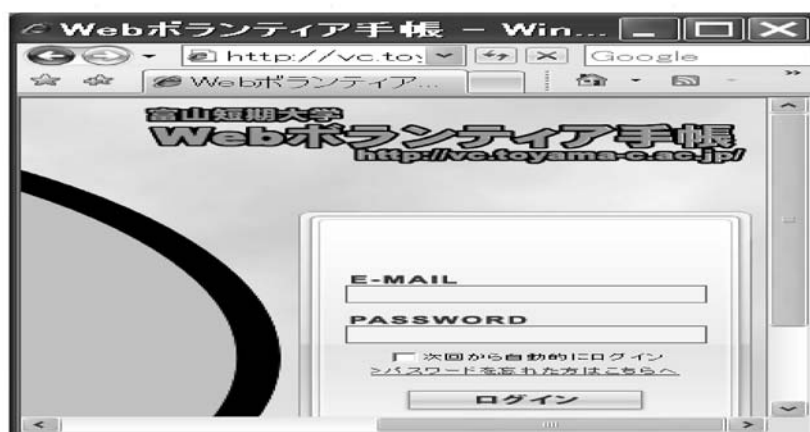 Webボランティア手帳 - Win...
http://vc.to
Google
Webボランティア...
富山短期大学
Webボランティア手帳
http://vc.toyama-c.ac.jp/
E-MAIL
PASSWORD
次回から自動的にログイン
>パスワードを忘れた方はこちらへ
ログイン